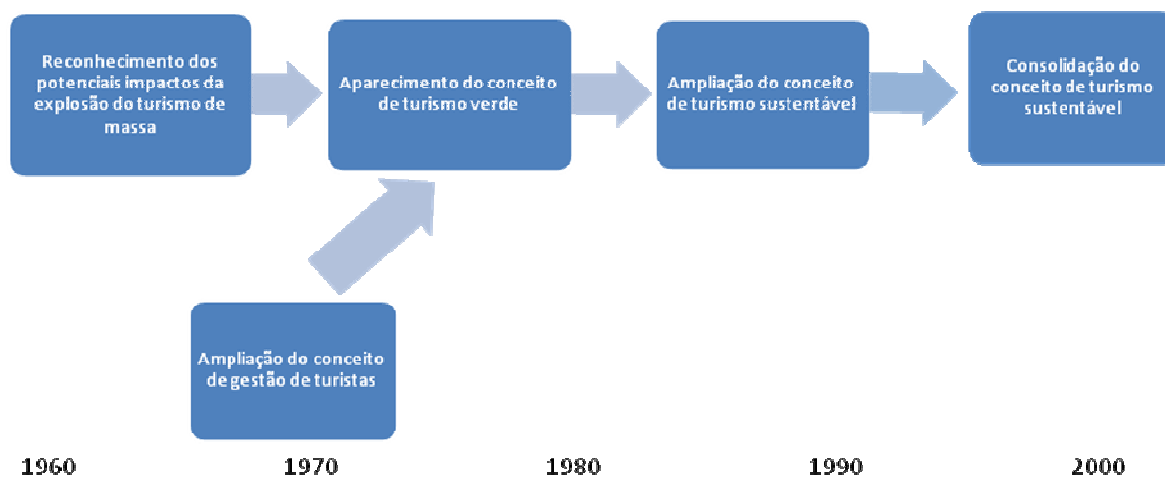 Reconhecimento dos
potenciais impactos da
explosão do turismo de
massa
Aparecimento do conceito
de turismo verde
Ampliação do conceito
de turismo sustentável
Consolidação do
conceito de turismo
sustentável
Ampliação do conceito
de gestão de turistas
1960 1970 1980 1990 2000